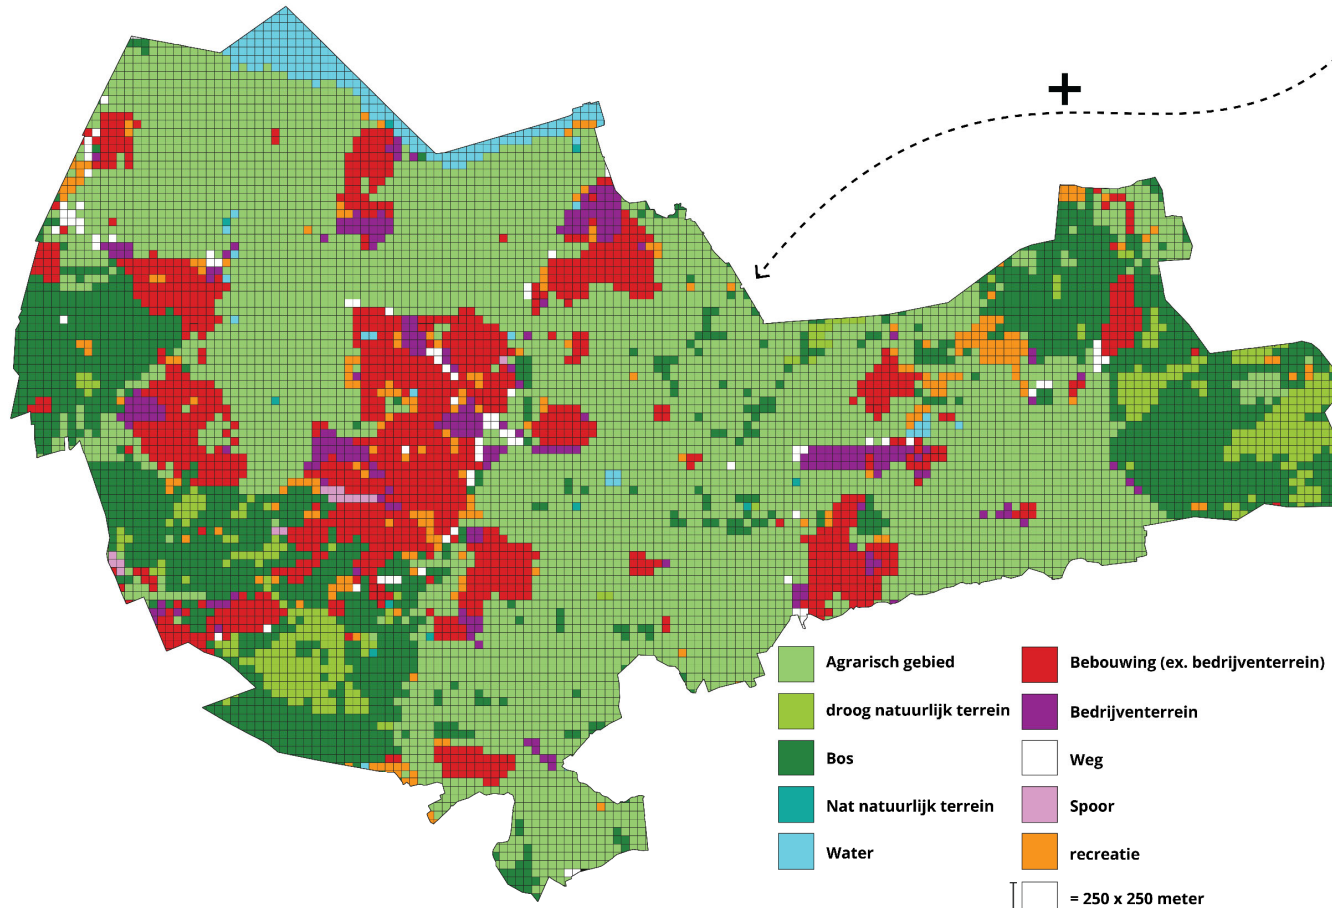 Agrarisch gebied
droog natuurlijk terrein
Bos
Nat natuurlijk terrein
Water
Bebouwing (ex. bedrijventerrein)
Bedrijventerrein
Weg
Spoor
recreatie
= 250 x 250 meter